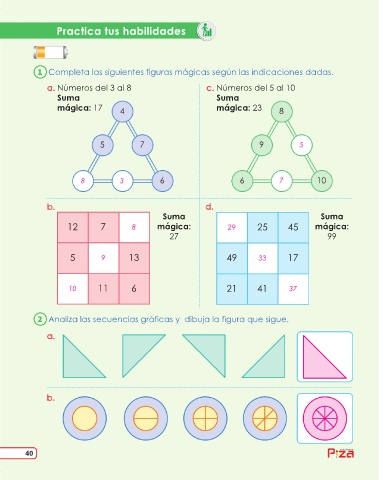 Practica tus habilidades
1 Completa las siguientes figuras mágicas según las indicaciones dadas.
a. Números del 3 al 8
Suma
mágica: 17
4
5 7
8 3 6
c. Números del 5 al 10
Suma
mágica: 23
8
9 5
6 7 10
b.
12 7 8
5 9 13
10 11 6
Suma
mágica:
27
d.
29 25 45
49 33 17
21 41 37
Suma
mágica:
99
2 Analiza las secuencias gráficas y dibuja la figura que sigue.
a.
b.
40